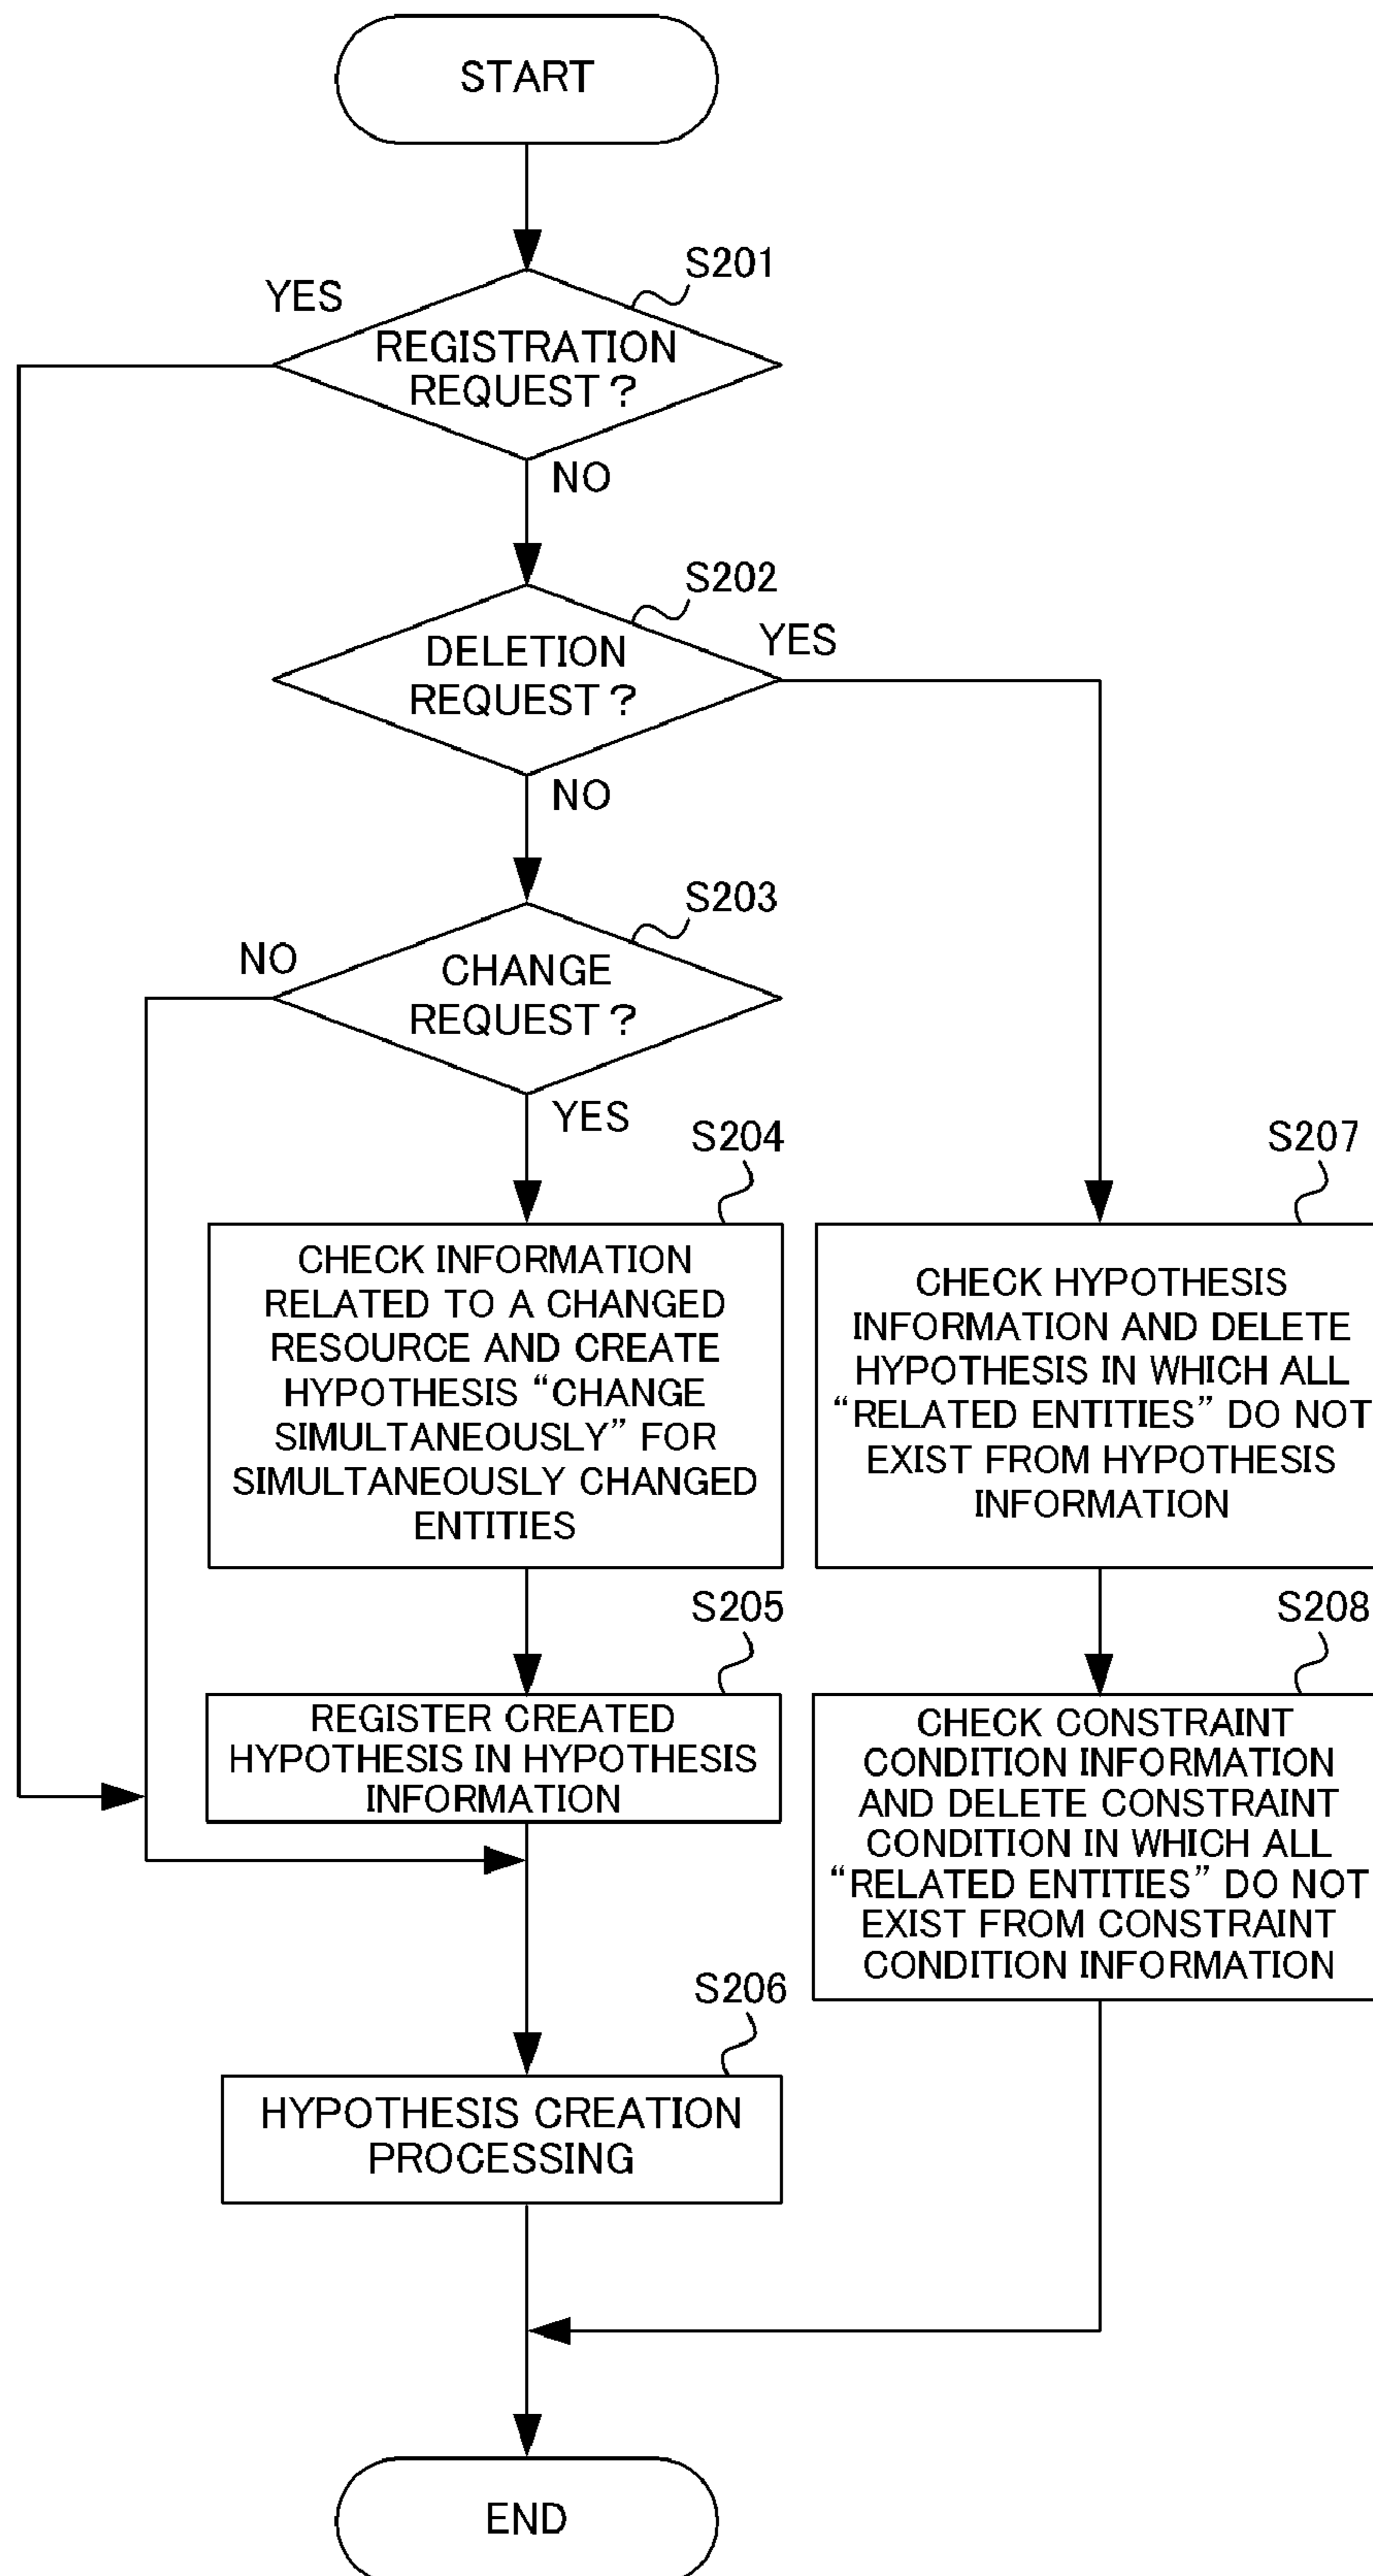 START
S201
YES
REGISTRATION
REQUEST?
NO
S202
YES
DELETION
REQUEST?
NO
S203
NO
CHANGE
REQUEST?
YES
S204
CHECK INFORMATION
RELATED TO A CHANGED
RESOURCE AND CREATE
HYPOTHESIS “CHANGE
SIMULTANEOUSLY” FOR
SIMULTANEOUSLY CHANGED
ENTITIES
S207
CHECK HYPOTHESIS
INFORMATION AND DELETE
HYPOTHESIS IN WHICH ALL
“RELATED ENTITIES” DO NOT
EXIST FROM HYPOTHESIS
INFORMATION
S205
REGISTER CREATED
HYPOTHESIS IN HYPOTHESIS
INFORMATION
S208
CHECK CONSTRAINT
CONDITION INFORMATION
AND DELETE CONSTRAINT
CONDITION IN WHICH ALL
“RELATED ENTITIES” DO NOT
EXIST FROM CONSTRAINT
CONDITION INFORMATION
S206
HYPOTHESIS CREATION
PROCESSING
END